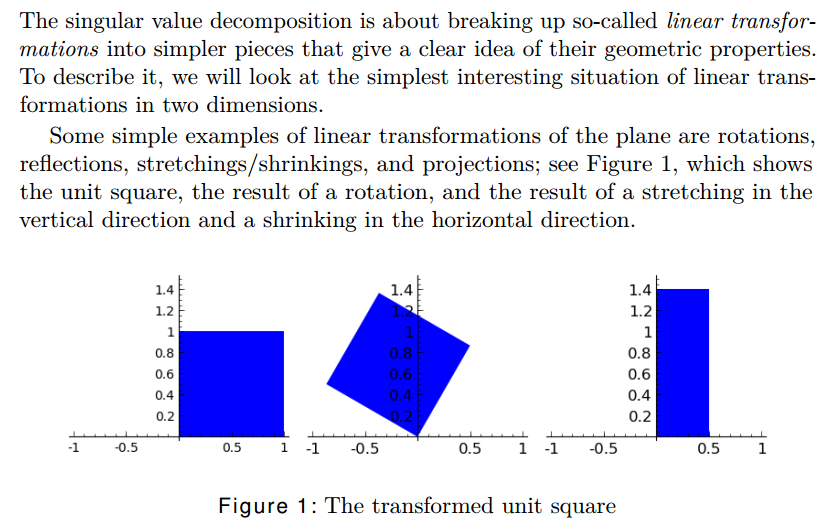 The singular value decomposition is about breaking up so-called linear transfor-
mations into simpler pieces that give a clear idea of their geometric properties.
To describe it, we will look at the simplest interesting situation of linear trans-
formations in two dimensions.
Some simple examples of linear transformations of the plane are rotations,
reflections, stretchings/shrinkings, and projections; see Figure 1, which shows
the unit square, the result of a rotation, and the result of a stretching in the
vertical direction and a shrinking in the horizontal direction.
1.4
1.2
1
0.8
0.6
0.4
0.2
-1 -0.5 0.5 1
1.4
1.2
1
0.8
0.6
0.4
0.2
-1 -0.5 0.5 1
1.4
1.2
1
0.8
0.6
0.4
0.2
-1 -0.5 0.5 1
Figure 1: The transformed unit square